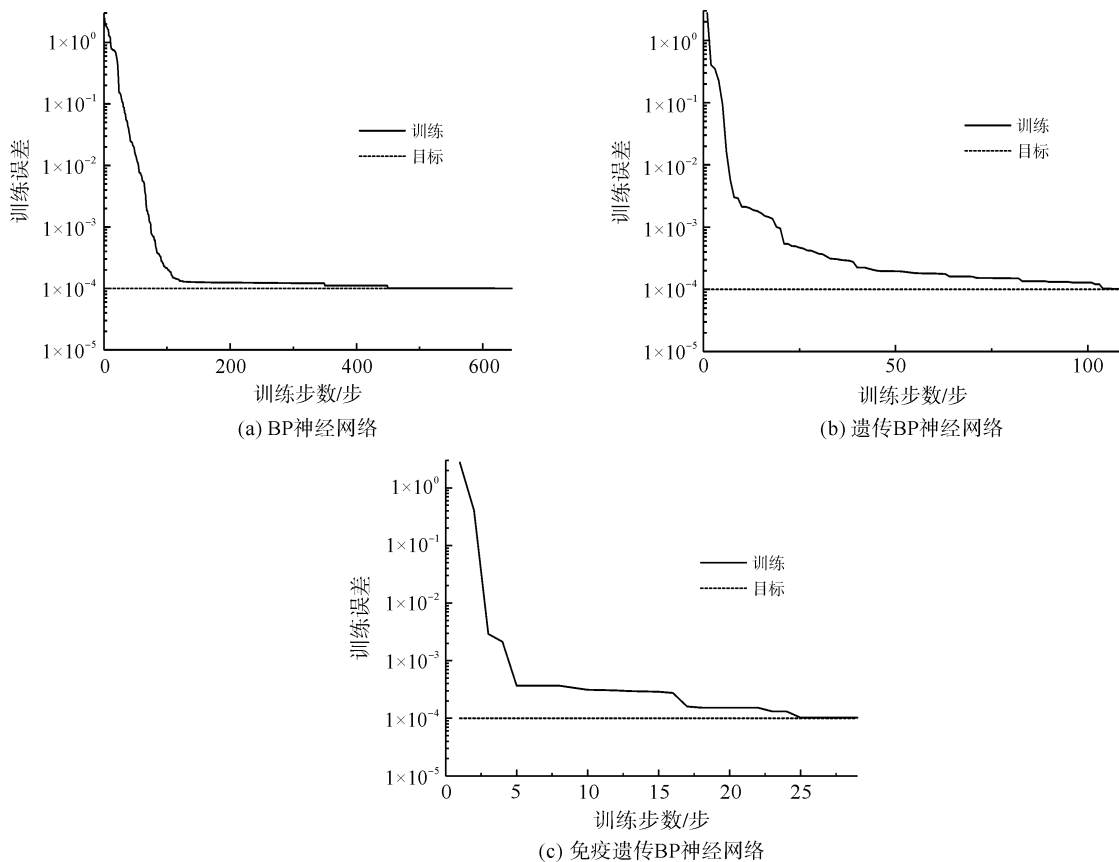 1×10⁰
1×10⁻¹
1×10⁻²
1×10⁻³
1×10⁻⁴
1×10⁻⁵
训练误差
训练
目标
0 200 400 600
训练步数/步
(a) BP神经网络
1×10⁰
1×10⁻¹
1×10⁻²
1×10⁻³
1×10⁻⁴
1×10⁻⁵
训练误差
训练
目标
0 50 100
训练步数/步
(b) 遗传BP神经网络
1×10⁰
1×10⁻¹
1×10⁻²
1×10⁻³
1×10⁻⁴
1×10⁻⁵
训练误差
训练
目标
0 5 10 15 20 25
训练步数/步
(c) 免疫遗传BP神经网络